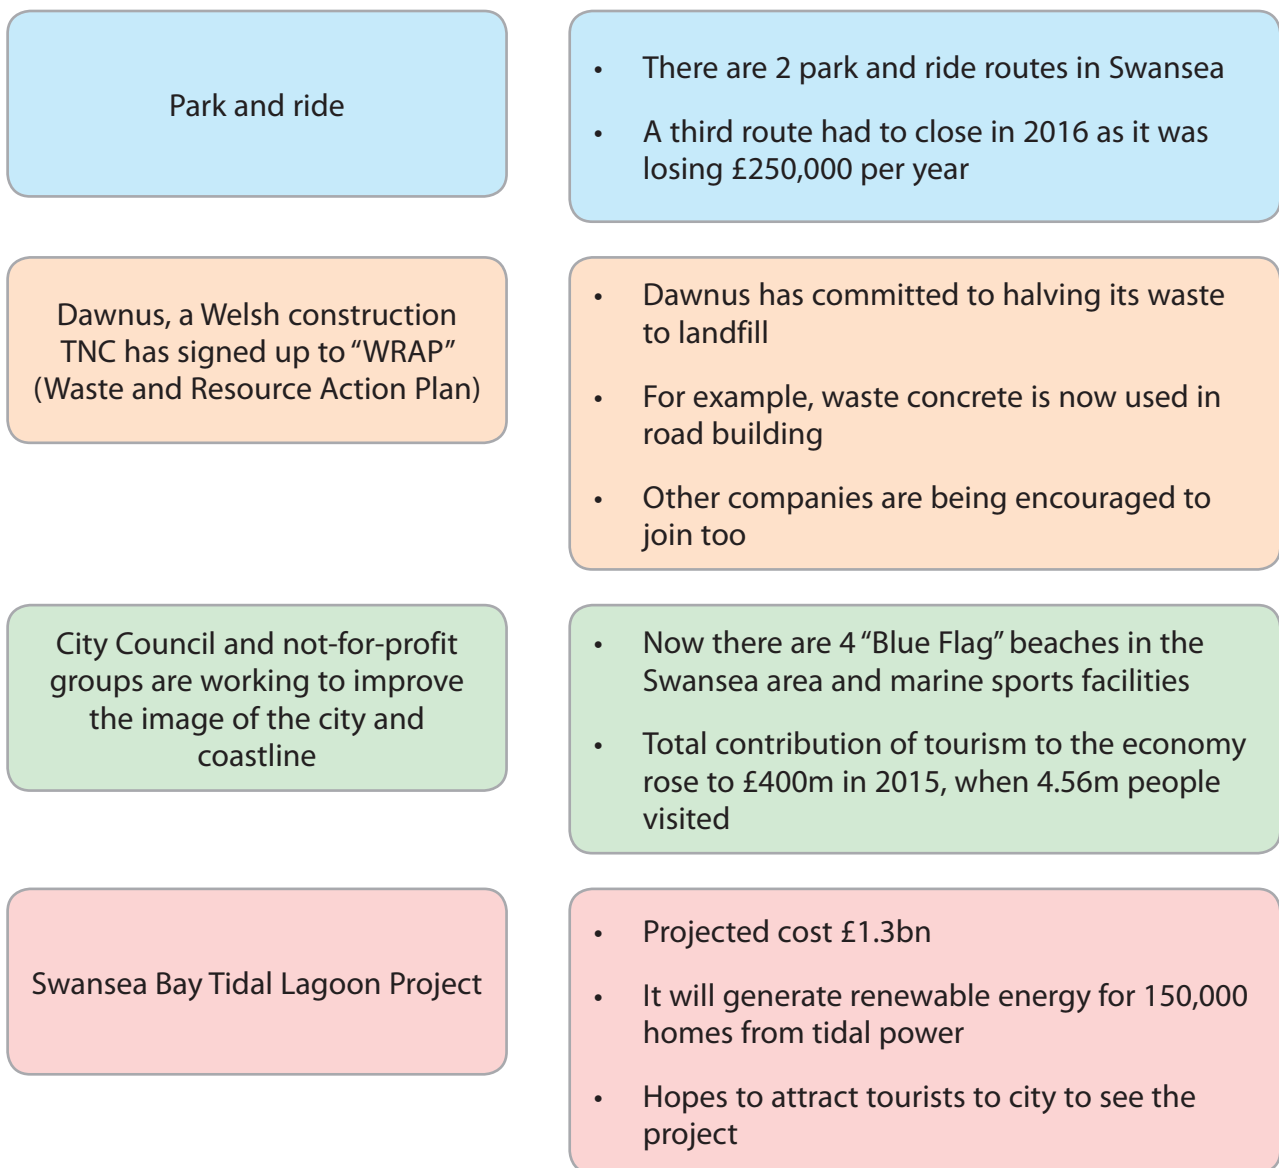 Park and ride
• There are 2 park and ride routes in Swansea
• A third route had to close in 2016 as it was
losing £250,000 per year
Dawnus, a Welsh construction
TNC has signed up to “WRAP”
(Waste and Resource Action Plan)
• Dawnus has committed to halving its waste
to landfill
• For example, waste concrete is now used in
road building
• Other companies are being encouraged to
join too
City Council and not-for-profit
groups are working to improve
the image of the city and
coastline
• Now there are 4 “Blue Flag” beaches in the
Swansea area and marine sports facilities
• Total contribution of tourism to the economy
rose to £400m in 2015, when 4.56m people
visited
Swansea Bay Tidal Lagoon Project
• Projected cost £1.3bn
• It will generate renewable energy for 150,000
homes from tidal power
• Hopes to attract tourists to city to see the
project